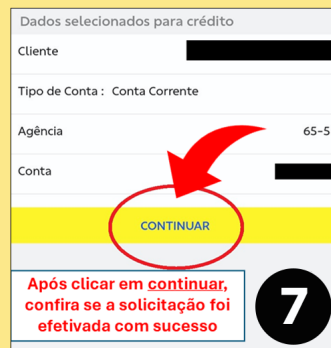 Dados selecionados para crédito
Cliente
Tipo de Conta : Conta Corrente
Agência 65-5
Conta
CONTINUAR
Após clicar em continuar,
confira se a solicitação foi
efetivada com sucesso
7